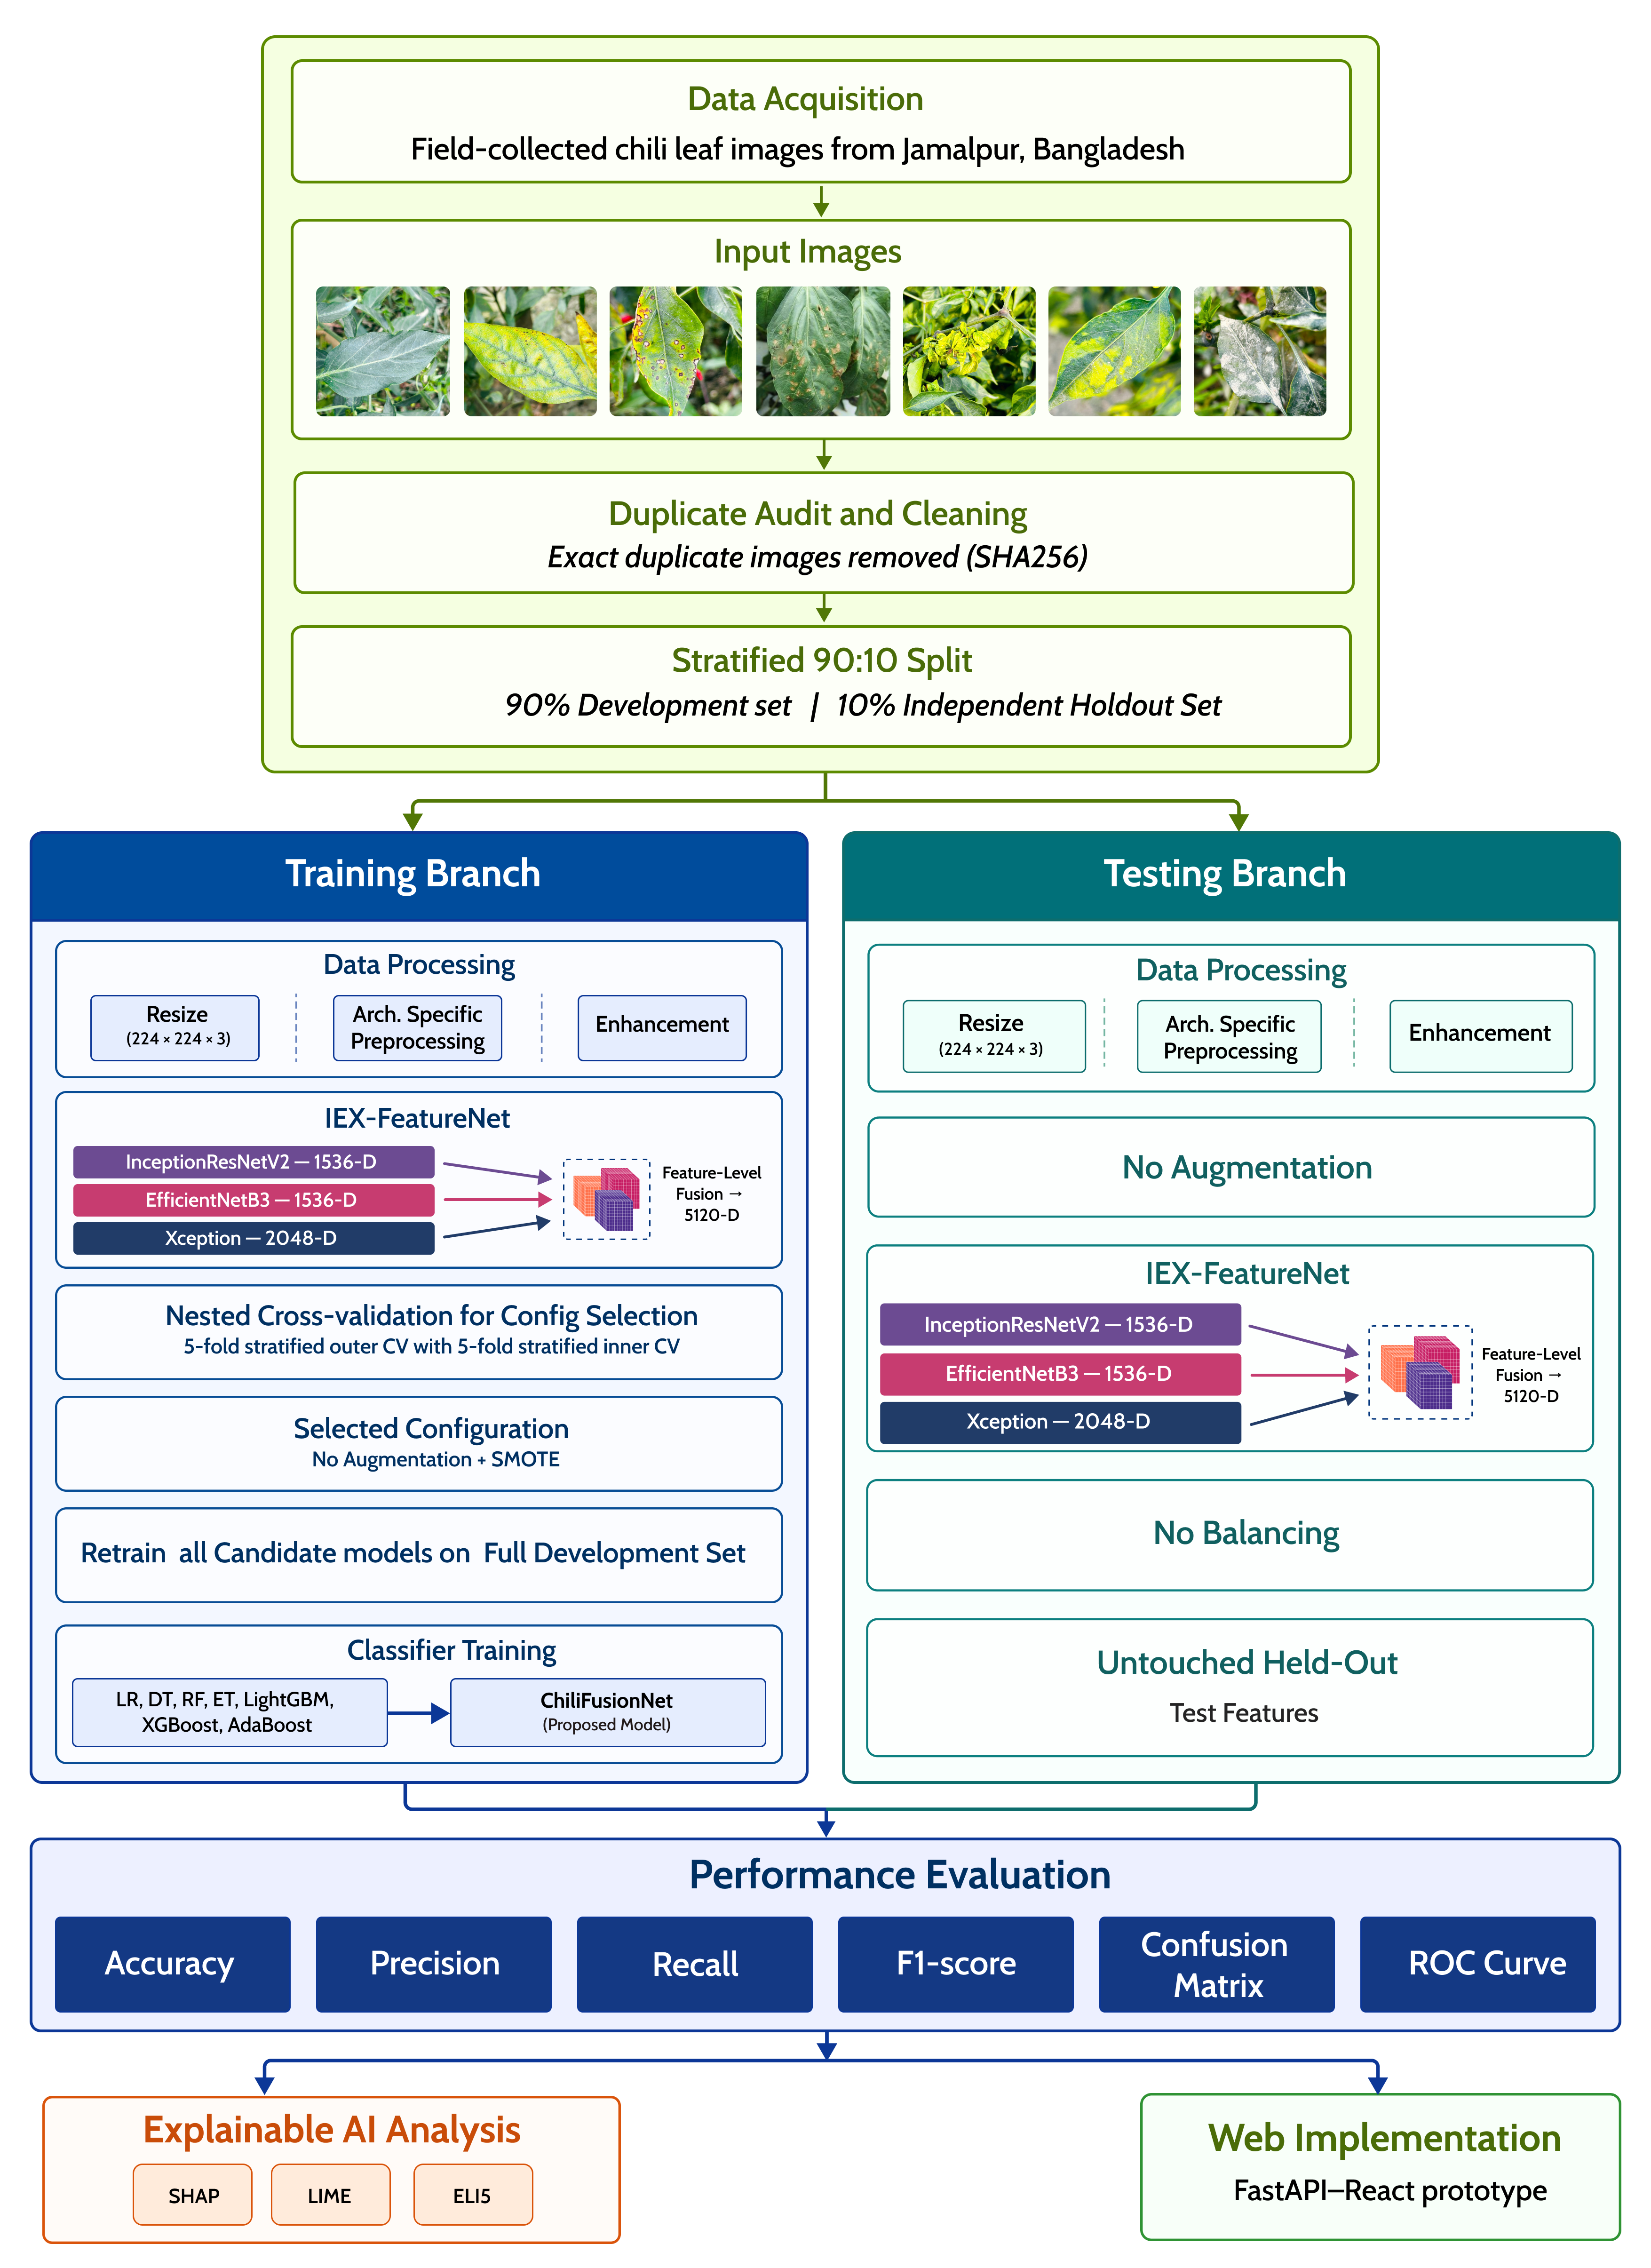 Data Acquisition
Field-collected chili leaf images from Jamalpur, Bangladesh
Input Images
Duplicate Audit and Cleaning
Exact duplicate images removed (SHA256)
Stratified 90:10 Split
90% Development set | 10% Independent Holdout Set
Training Branch
Data Processing
Resize
(224 × 224 × 3)
Arch. Specific
Preprocessing
Enhancement
IEX-FeatureNet
InceptionResNetV2 — 1536-D
EfficientNetB3 — 1536-D
Xception — 2048-D
Feature-Level
Fusion →
5120-D
Nested Cross-validation for Config Selection
5-fold stratified outer CV with 5-fold stratified inner CV
Selected Configuration
No Augmentation + SMOTE
Retrain all Candidate models on Full Development Set
Classifier Training
LR, DT, RF, ET, LightGBM,
XGBoost, AdaBoost
ChiliFusionNet
(Proposed Model)
Testing Branch
Data Processing
Resize
(224 × 224 × 3)
Arch. Specific
Preprocessing
Enhancement
No Augmentation
IEX-FeatureNet
InceptionResNetV2 — 1536-D
EfficientNetB3 — 1536-D
Xception — 2048-D
Feature-Level
Fusion →
5120-D
No Balancing
Untouched Held-Out
Test Features
Performance Evaluation
Accuracy
Precision
Recall
F1-score
Confusion
Matrix
ROC Curve
Explainable AI Analysis
SHAP
LIME
ELI5
Web Implementation
FastAPI–React prototype